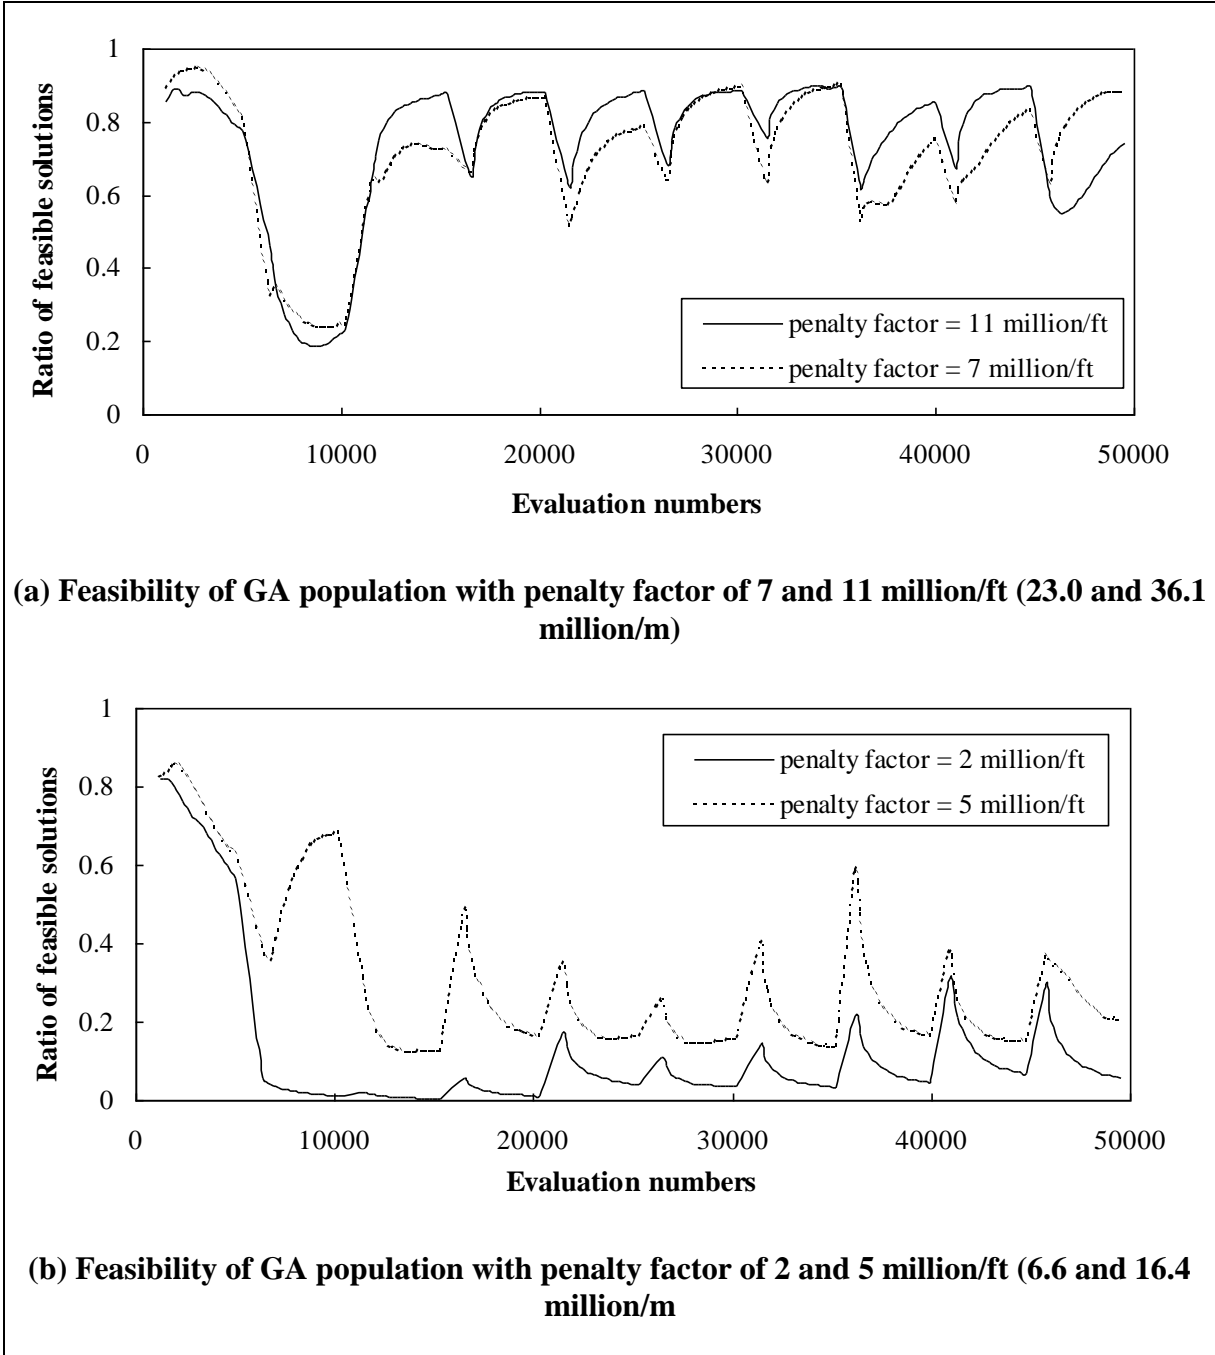 1
0.8
0.6
0.4
0.2
0
Ratio of feasible solutions
penalty factor = 11 million/ft
penalty factor = 7 million/ft
0 10000 20000 30000 40000 50000
Evaluation numbers
(a) Feasibility of GA population with penalty factor of 7 and 11 million/ft (23.0 and 36.1
million/m)
1
0.8
0.6
0.4
0.2
0
Ratio of feasible solutions
penalty factor = 2 million/ft
penalty factor = 5 million/ft
0 10000 20000 30000 40000 50000
Evaluation numbers
(b) Feasibility of GA population with penalty factor of 2 and 5 million/ft (6.6 and 16.4
million/m